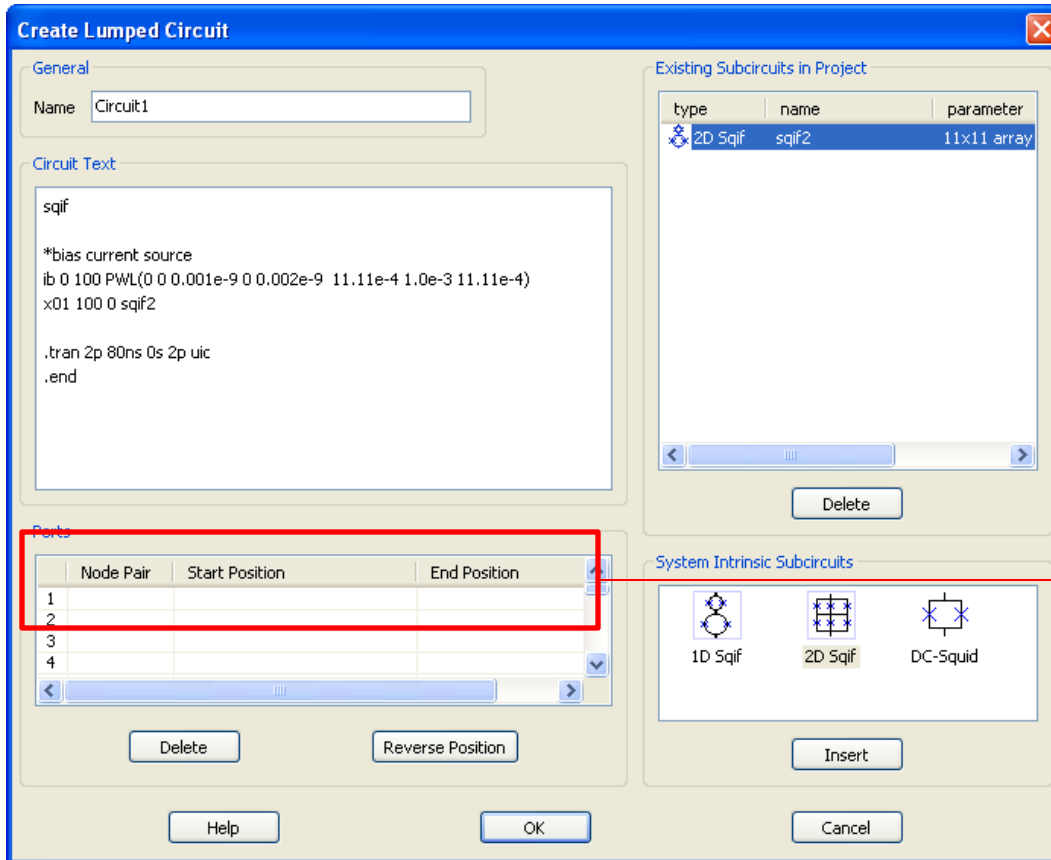 Create Lumped Circuit
General
Name Circuit1
Circuit Text
sqif
*bias current source
ib 0 100 PWL(0 0 0.001e-9 0 0.002e-9  11.11e-4 1.0e-3 11.11e-4)
x01 100 0 sqif2
.tran 2p 80ns 0s 2p uic
.end
Ports
Node Pair Start Position End Position
1
2
3
4
Delete Reverse Position
Existing Subcircuits in Project
type name parameter
2D Sqif sqif2 11x11 array
Delete
System Intrinsic Subcircuits
1D Sqif 2D Sqif DC-Squid
Insert
Help OK Cancel